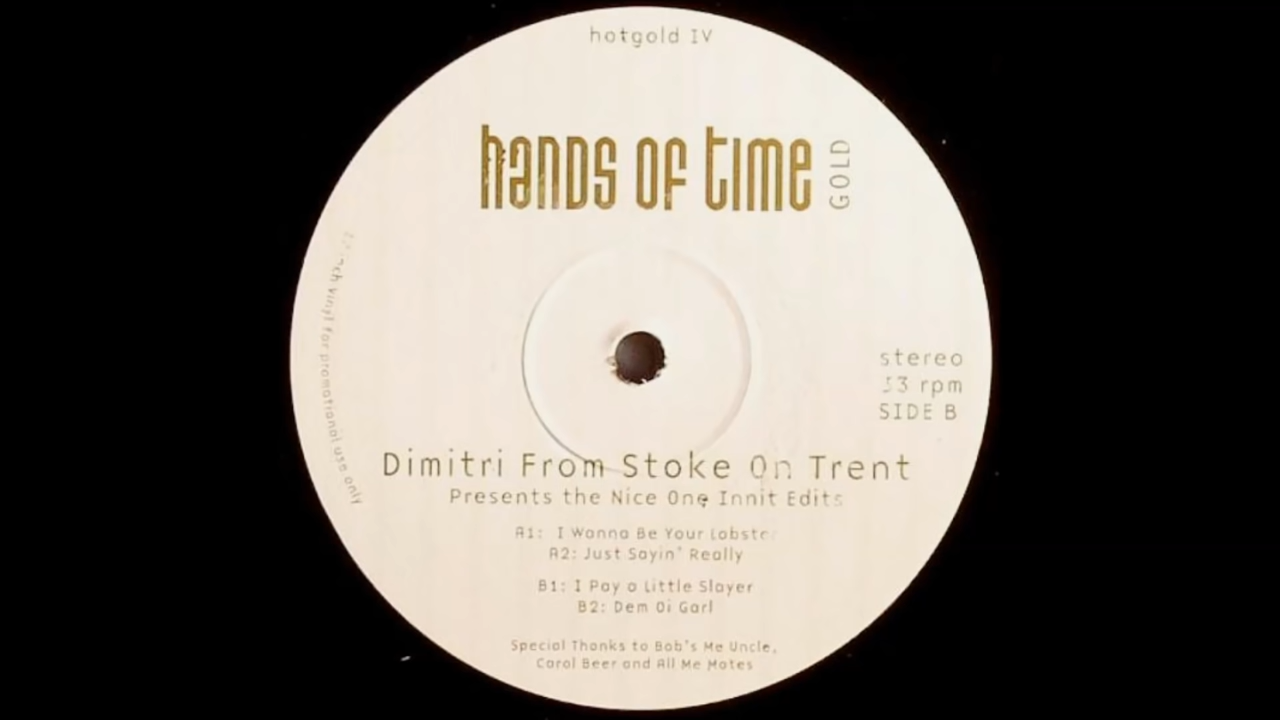 hotgold IV
hands of time
GOLD
inch vinyl for promotional use only
stereo
33 rpm
SIDE B
Dimitri From Stoke On Trent
Presents the Nice One Innit Edits
A1: I Wanna Be Your Lobster
A2: Just Sayin' Really
B1: I Pay a Little Slayer
B2: Dem Oi Garl
Special Thanks to Bob's Me Uncle,
Carol Beer and All Me Mates